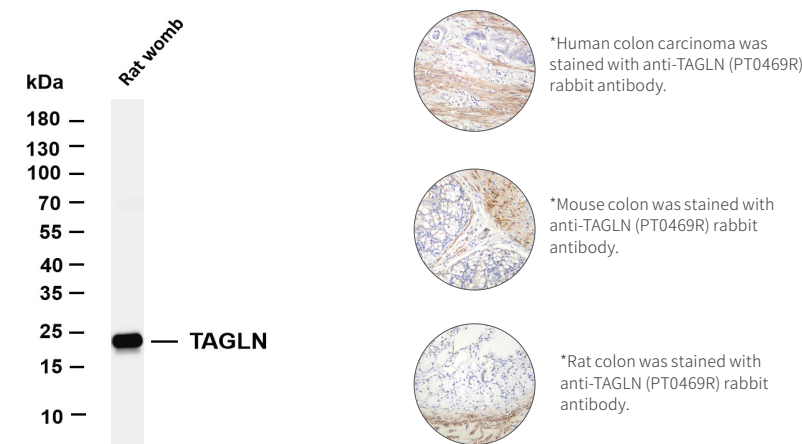 Rat womb
kDa
180
130
100
70
55
40
35
25
15
10
TAGLN
*Human colon carcinoma was
stained with anti-TAGLN (PT0469R)
rabbit antibody.
*Mouse colon was stained with
anti-TAGLN (PT0469R) rabbit
antibody.
*Rat colon was stained with
anti-TAGLN (PT0469R) rabbit
antibody.